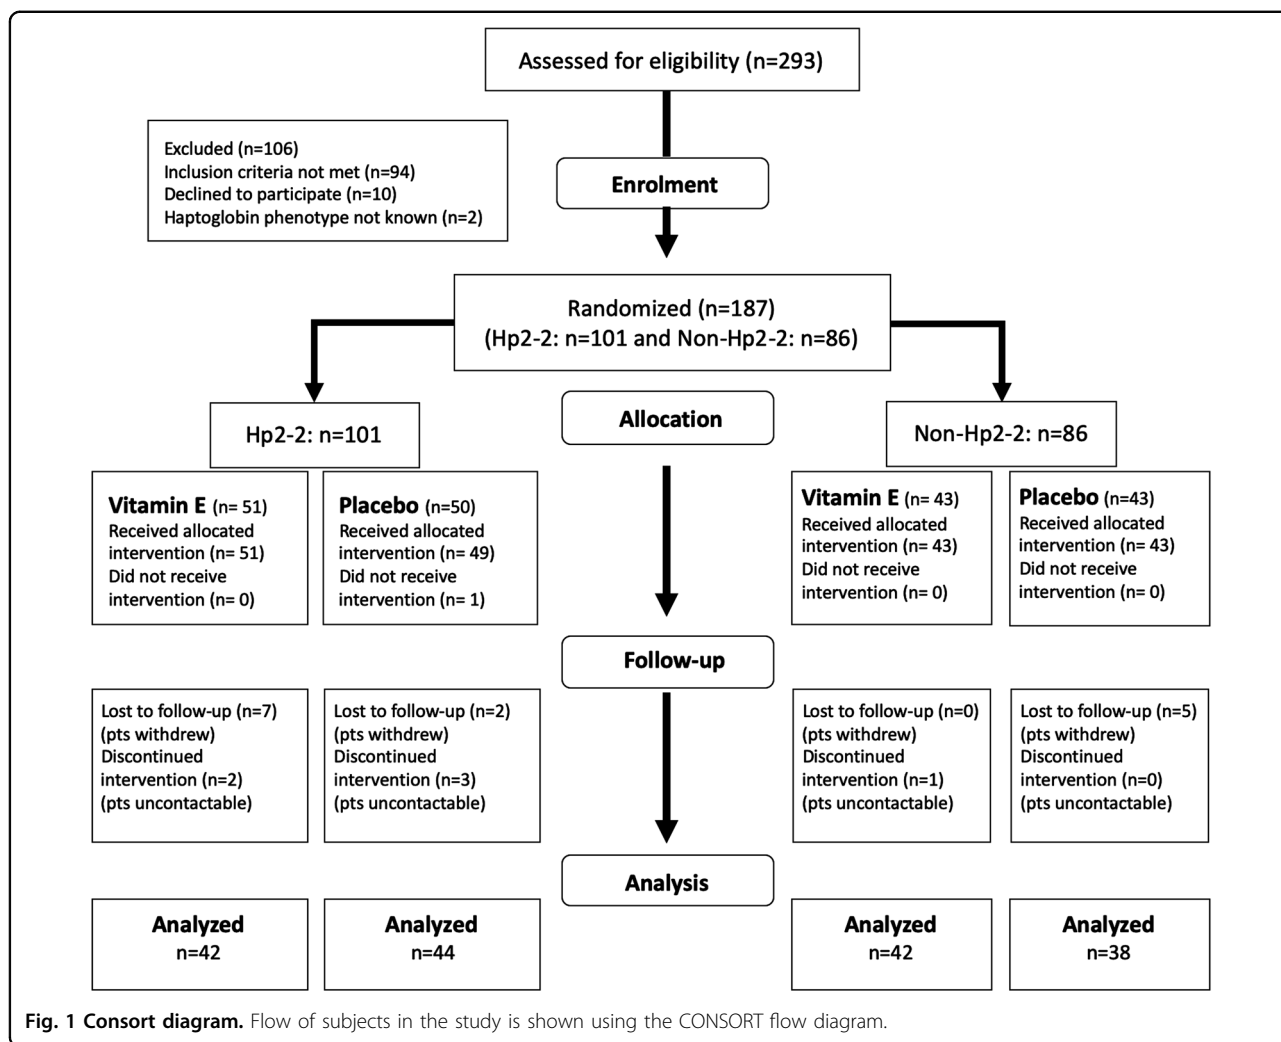 Assessed for eligibility (n=293)
Excluded (n=106)
Inclusion criteria not met (n=94)
Declined to participate (n=10)
Haptoglobin phenotype not known (n=2)
Enrolment
Randomized (n=187)
(Hp2-2: n=101 and Non-Hp2-2: n=86)
Allocation
Hp2-2: n=101
Non-Hp2-2: n=86
Vitamin E (n= 51)
Received allocated
intervention (n= 51)
Did not receive
intervention (n= 0)
Placebo (n=50)
Received allocated
intervention (n= 49)
Did not receive
intervention (n= 1)
Vitamin E (n= 43)
Received allocated
intervention (n= 43)
Did not receive
intervention (n= 0)
Placebo (n=43)
Received allocated
intervention (n= 43)
Did not receive
intervention (n= 0)
Follow-up
Lost to follow-up (n=7)
(pts withdrew)
Discontinued
intervention (n=2)
(pts uncontactable)
Lost to follow-up (n=2)
(pts withdrew)
Discontinued
intervention (n=3)
(pts uncontactable)
Lost to follow-up (n=0)
(pts withdrew)
Discontinued
intervention (n=1)
(pts uncontactable)
Lost to follow-up (n=5)
(pts withdrew)
Discontinued
intervention (n=0)
(pts uncontactable)
Analysis
Analyzed
n=42
Analyzed
n=44
Analyzed
n=42
Analyzed
n=38
Fig. 1 Consort diagram. Flow of subjects in the study is shown using the CONSORT flow diagram.